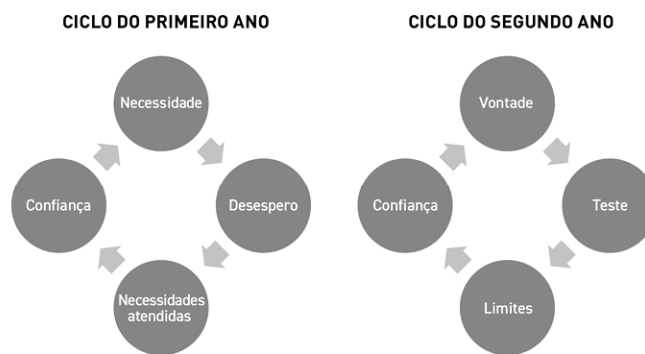 CICLO DO PRIMEIRO ANO
Necessidade
Confiança
Desespero
Necessidades
atendidas
CICLO DO SEGUNDO ANO
Vontade
Confiança
Teste
Limites